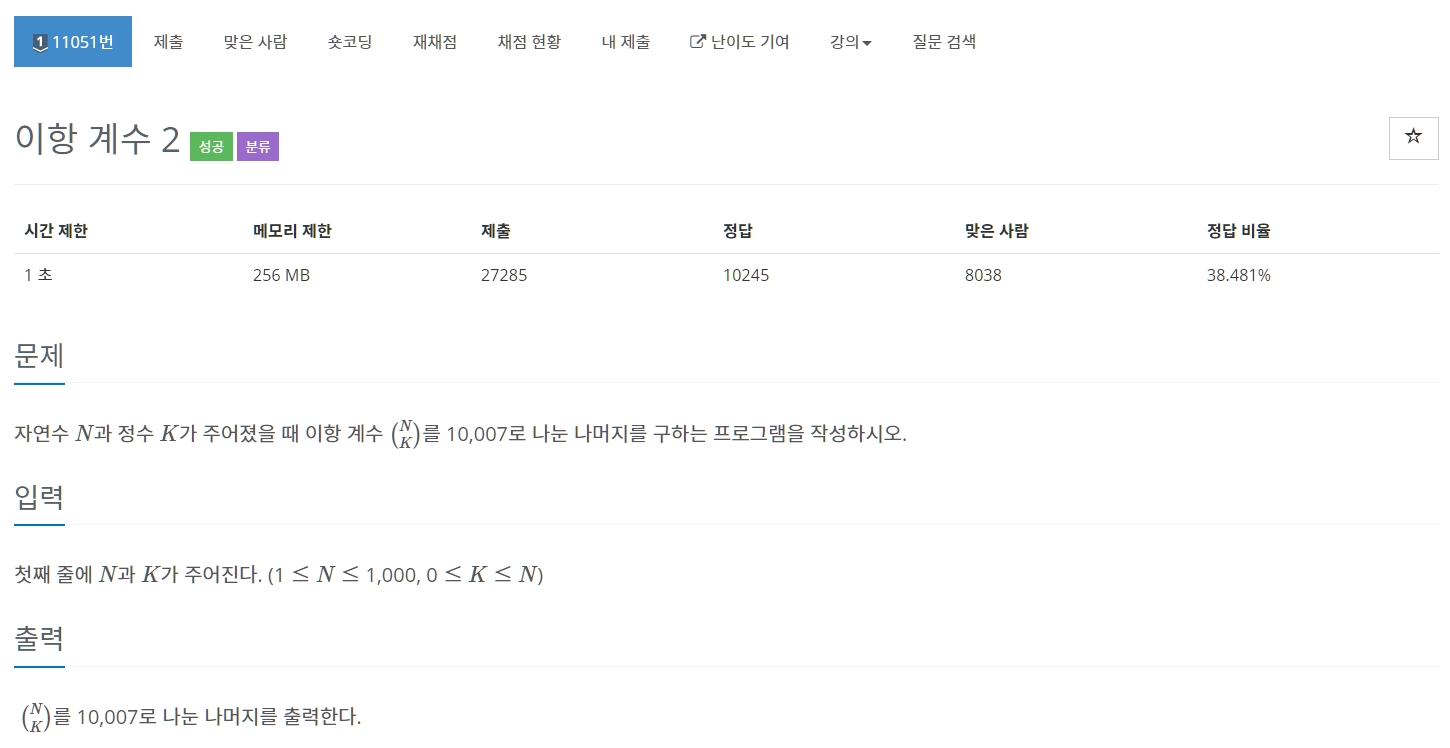 1 11051번 제출 맞은 사람 숏코딩 재채점 채점 현황 내 제출 난이도 기여 강의 질문 검색
이항 계수 2 성공 분류
시간 제한 메모리 제한 제출 정답 맞은 사람 정답 비율
1 초 256 MB 27285 10245 8038 38.481%
문제
자연수 N과 정수 K가 주어졌을 때 이항 계수 (N K)를 10,007로 나눈 나머지를 구하는 프로그램을 작성하시오.
입력
첫째 줄에 N과 K가 주어진다. (1 ≤ N ≤ 1,000, 0 ≤ K ≤ N)
출력
(N K)를 10,007로 나눈 나머지를 출력한다.